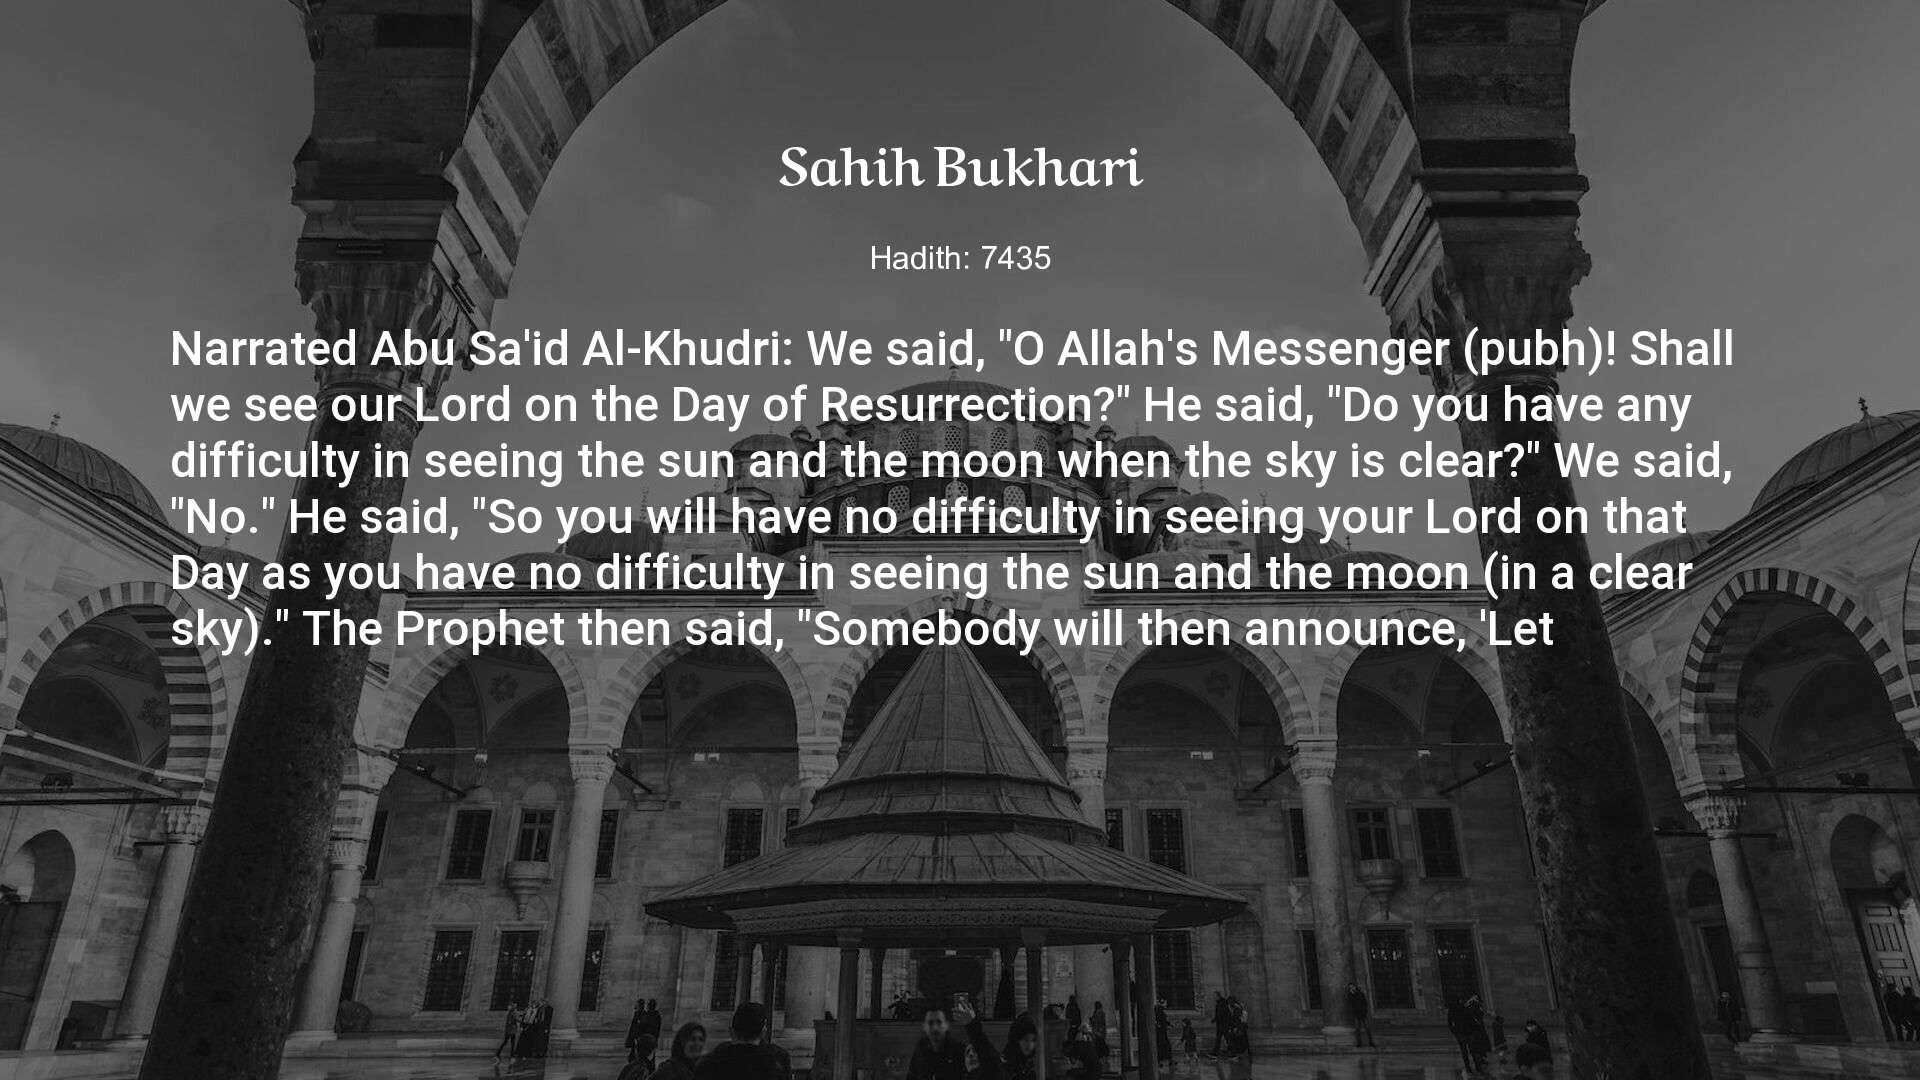 Sahih Bukhari
Hadith: 7435
Narrated Abu Sa'id Al-Khudri: We said, "O Allah's Messenger (pubh)! Shall
we see our Lord on the Day of Resurrection?" He said, "Do you have any
difficulty in seeing the sun and the moon when the sky is clear?" We said,
"No." He said, "So you will have no difficulty in seeing your Lord on that
Day as you have no difficulty in seeing the sun and the moon (in a clear
sky)." The Prophet then said, "Somebody will then announce, 'Let